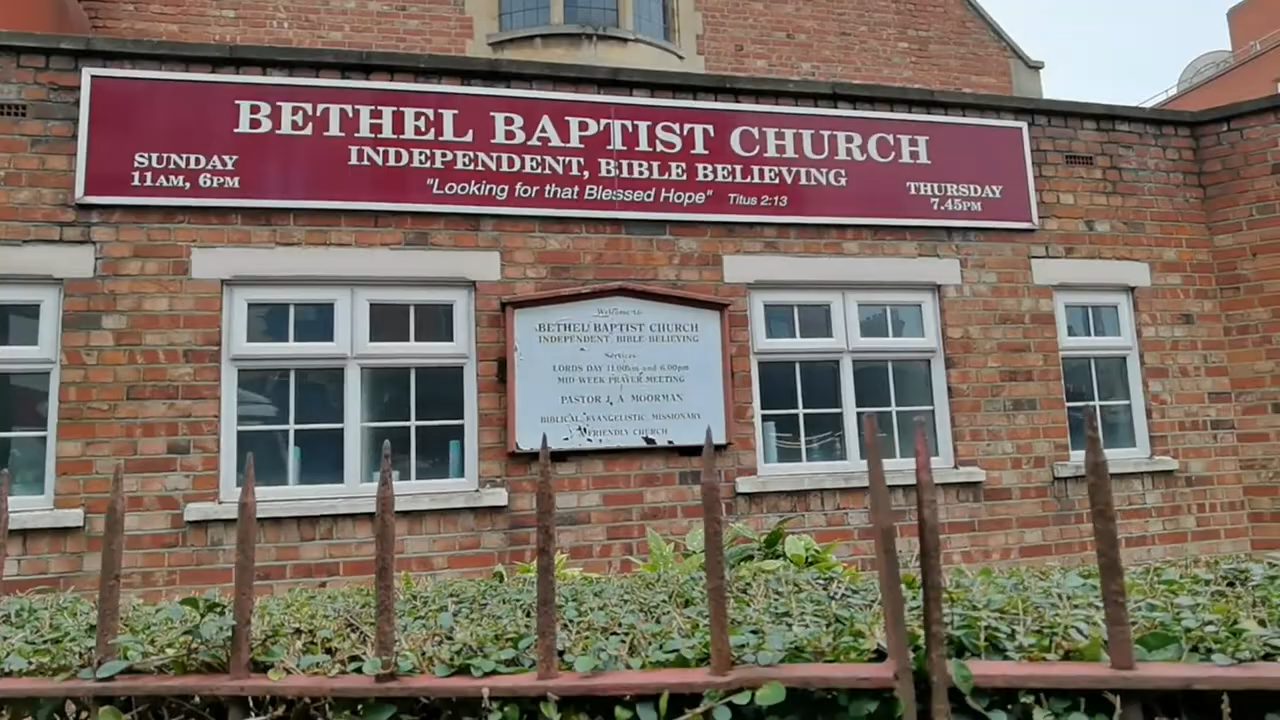 BETHEL BAPTIST CHURCH
INDEPENDENT, BIBLE BELIEVING
"Looking for that Blessed Hope" Titus 2:13
SUNDAY
11AM, 6PM
THURSDAY
7.45PM
Welcome to
BETHEL BAPTIST CHURCH
INDEPENDENT BIBLE BELIEVING
Services
LORDS DAY 11.00am and 6.00pm
MID-WEEK PRAYER MEETING
PASTOR J. A. MOORMAN
BIBLICAL, EVANGELISTIC, MISSIONARY
A FRIENDLY CHURCH